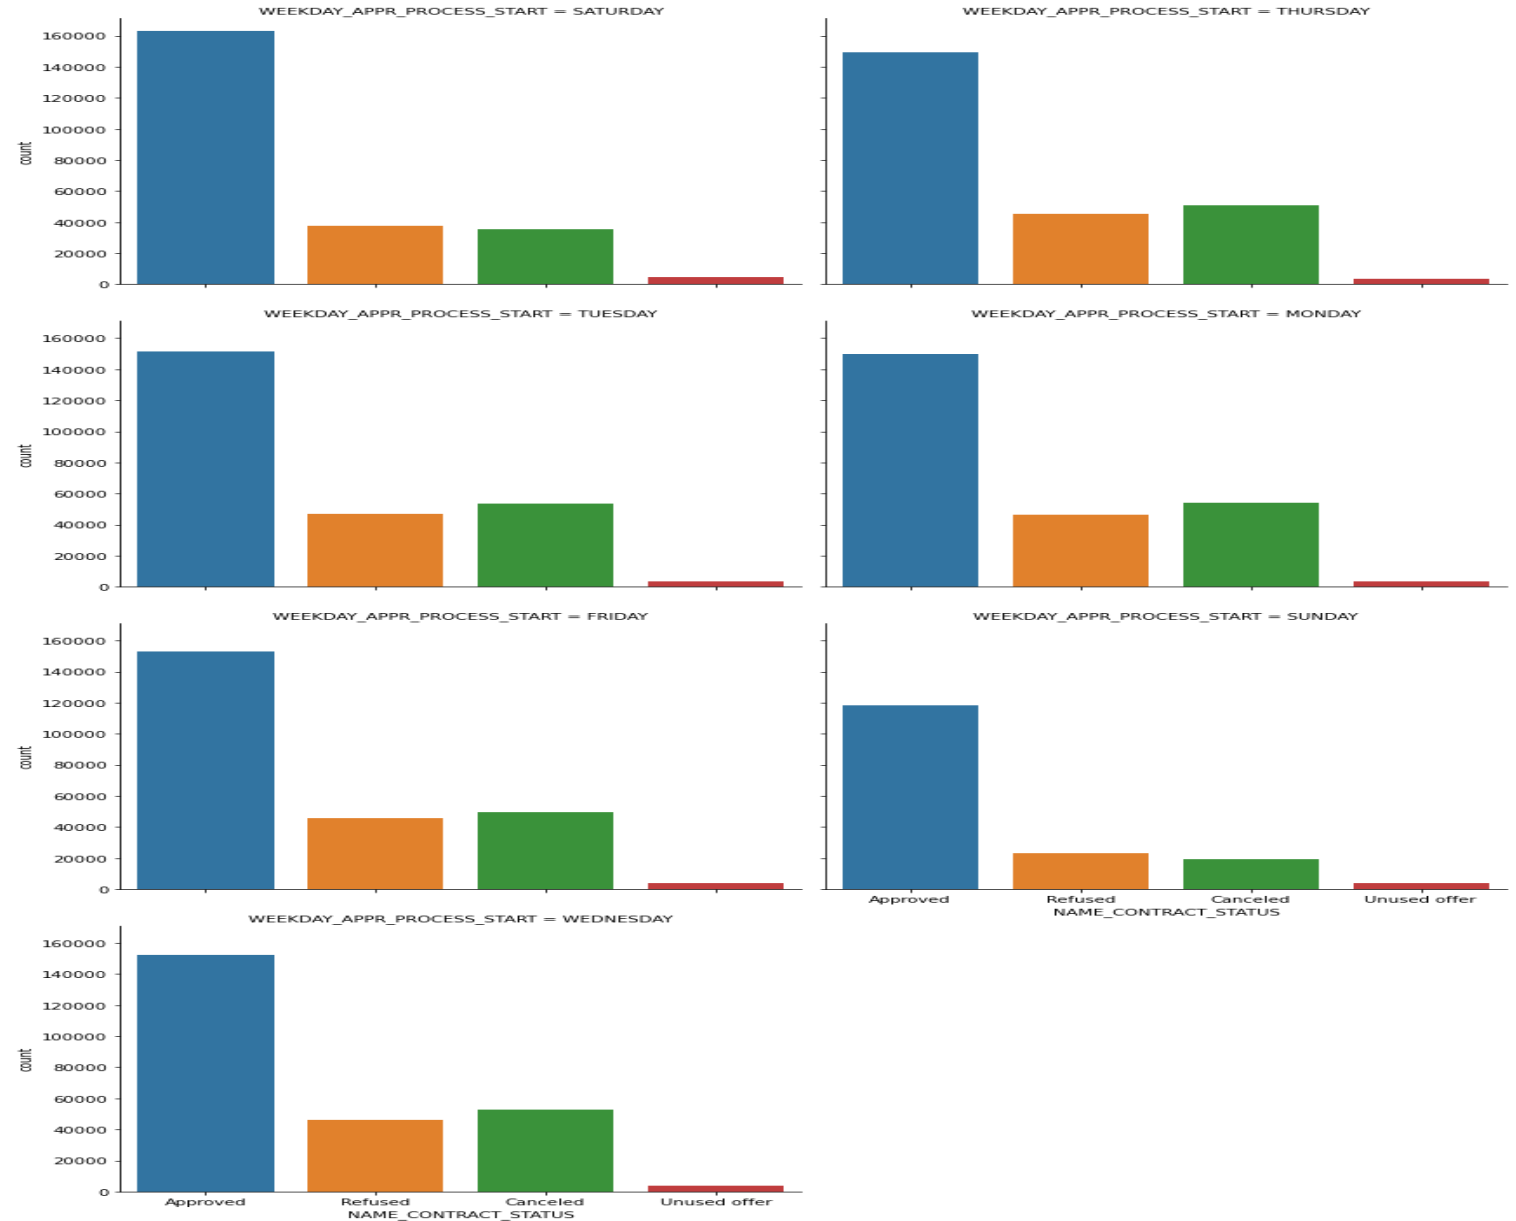 WEEKDAY_APPR_PROCESS_START = SATURDAY
160000
140000
120000
100000
80000
60000
40000
20000
0
count
WEEKDAY_APPR_PROCESS_START = THURSDAY
WEEKDAY_APPR_PROCESS_START = TUESDAY
160000
140000
120000
100000
80000
60000
40000
20000
0
count
WEEKDAY_APPR_PROCESS_START = MONDAY
WEEKDAY_APPR_PROCESS_START = FRIDAY
160000
140000
120000
100000
80000
60000
40000
20000
0
count
WEEKDAY_APPR_PROCESS_START = SUNDAY
Approved Refused Canceled Unused offer
NAME_CONTRACT_STATUS
WEEKDAY_APPR_PROCESS_START = WEDNESDAY
160000
140000
120000
100000
80000
60000
40000
20000
0
count
Approved Refused Canceled Unused offer
NAME_CONTRACT_STATUS